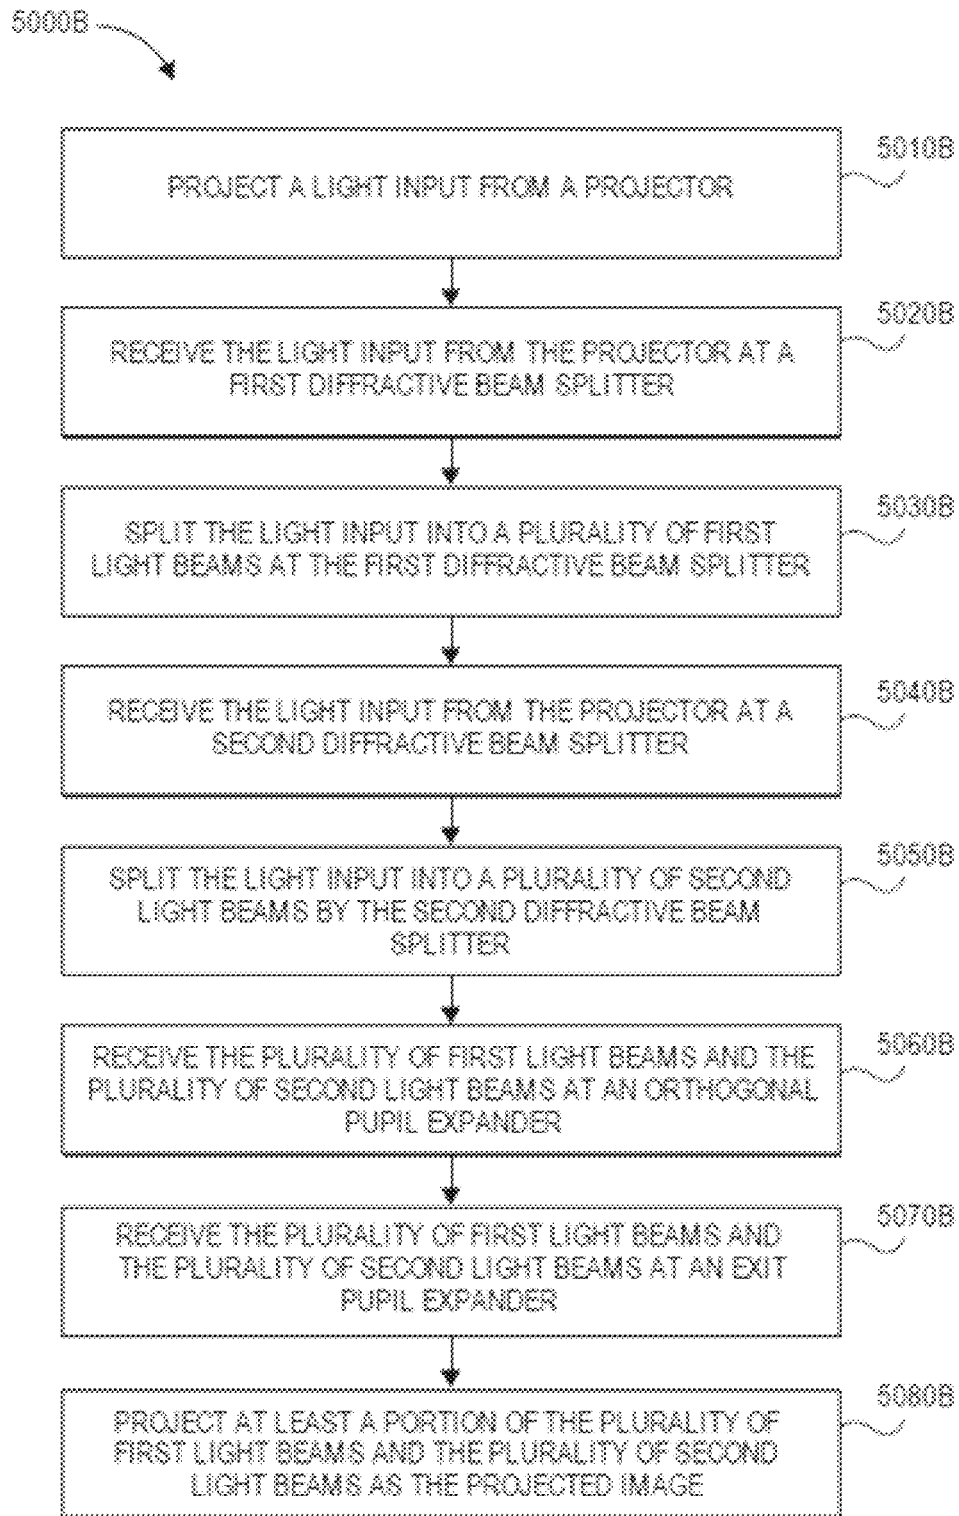 5000B
PROJECT A LIGHT INPUT FROM A PROJECTOR
5010B
RECEIVE THE LIGHT INPUT FROM THE PROJECTOR AT A
FIRST DIFFRACTIVE BEAM SPLITTER
5020B
SPLIT THE LIGHT INPUT INTO A PLURALITY OF FIRST
LIGHT BEAMS AT THE FIRST DIFFRACTIVE BEAM SPLITTER
5030B
RECEIVE THE LIGHT INPUT FROM THE PROJECTOR AT A
SECOND DIFFRACTIVE BEAM SPLITTER
5040B
SPLIT THE LIGHT INPUT INTO A PLURALITY OF SECOND
LIGHT BEAMS BY THE SECOND DIFFRACTIVE BEAM
SPLITTER
5050B
RECEIVE THE PLURALITY OF FIRST LIGHT BEAMS AND THE
PLURALITY OF SECOND LIGHT BEAMS AT AN ORTHOGONAL
PUPIL EXPANDER
5060B
RECEIVE THE PLURALITY OF FIRST LIGHT BEAMS AND
THE PLURALITY OF SECOND LIGHT BEAMS AT AN EXIT
PUPIL EXPANDER
5070B
PROJECT AT LEAST A PORTION OF THE PLURALITY OF
FIRST LIGHT BEAMS AND THE PLURALITY OF SECOND
LIGHT BEAMS AS THE PROJECTED IMAGE
5080B